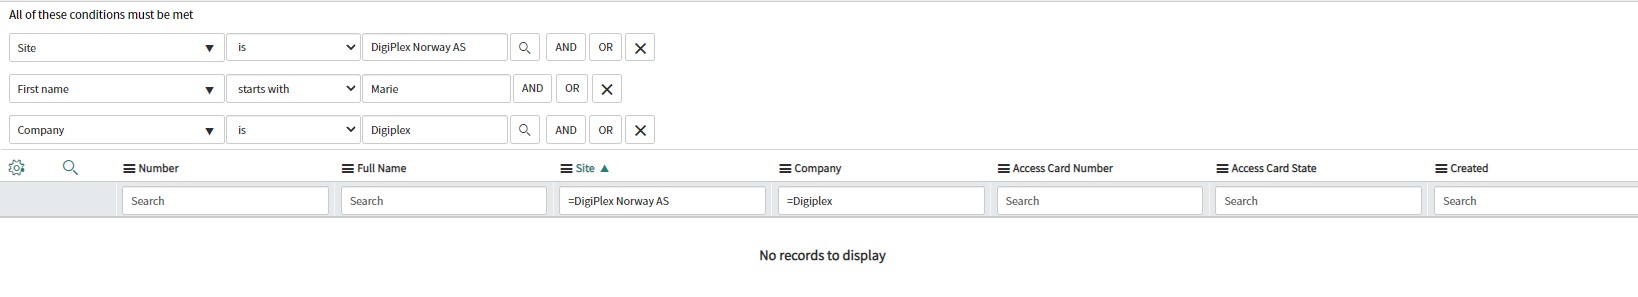 All of these conditions must be met
Site is DigiPlex Norway AS AND OR
First name starts with Marie AND OR
Company is Digiplex AND OR
Number Full Name Site Company Access Card Number Access Card State Created
Search Search =DigiPlex Norway AS =Digiplex Search Search Search
No records to display